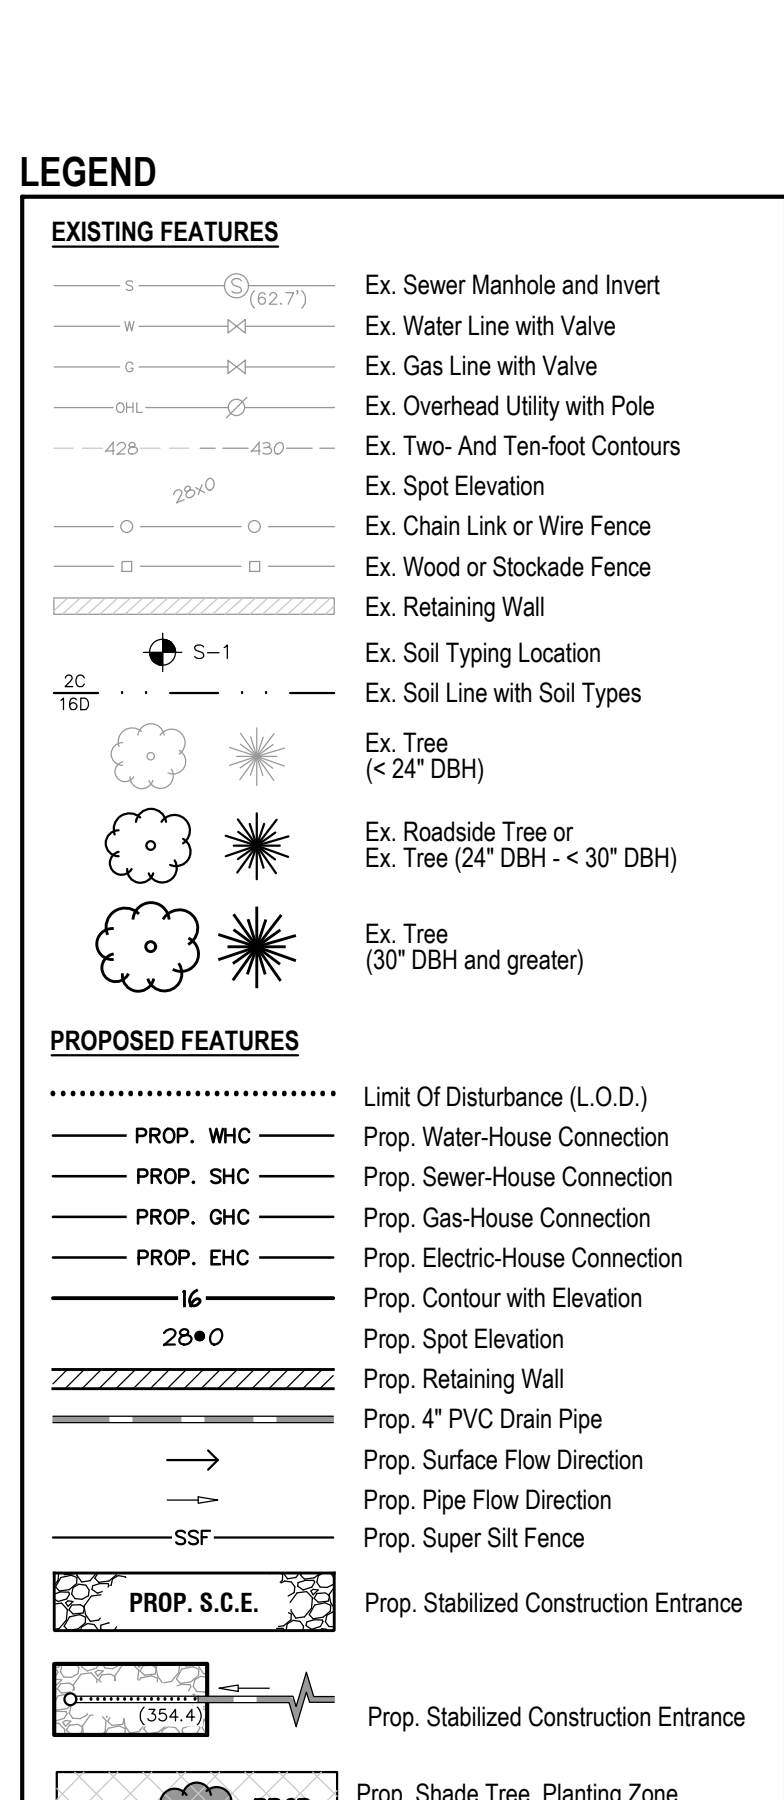 LEGEND
EXISTING FEATURES
S S (62.7') Ex. Sewer Manhole and Invert
W Ex. Water Line with Valve
G Ex. Gas Line with Valve
OHL Ex. Overhead Utility with Pole
428 430 Ex. Two- And Ten-foot Contours
28x0 Ex. Spot Elevation
Ex. Chain Link or Wire Fence
Ex. Wood or Stockade Fence
Ex. Retaining Wall
S-1 Ex. Soil Typing Location
2C
16D
Ex. Soil Line with Soil Types
Ex. Tree
(< 24" DBH)
Ex. Roadside Tree or
Ex. Tree (24" DBH - < 30" DBH)
Ex. Tree
(30" DBH and greater)
PROPOSED FEATURES
Limit Of Disturbance (L.O.D.)
PROP. WHC Prop. Water-House Connection
PROP. SHC Prop. Sewer-House Connection
PROP. GHC Prop. Gas-House Connection
PROP. EHC Prop. Electric-House Connection
16 Prop. Contour with Elevation
28•0 Prop. Spot Elevation
Prop. Retaining Wall
Prop. 4" PVC Drain Pipe
Prop. Surface Flow Direction
Prop. Pipe Flow Direction
SSF Prop. Super Silt Fence
PROP. S.C.E. Prop. Stabilized Construction Entrance
(354.4) Prop. Stabilized Construction Entrance
Prop. Shade Tree, Planting Zone